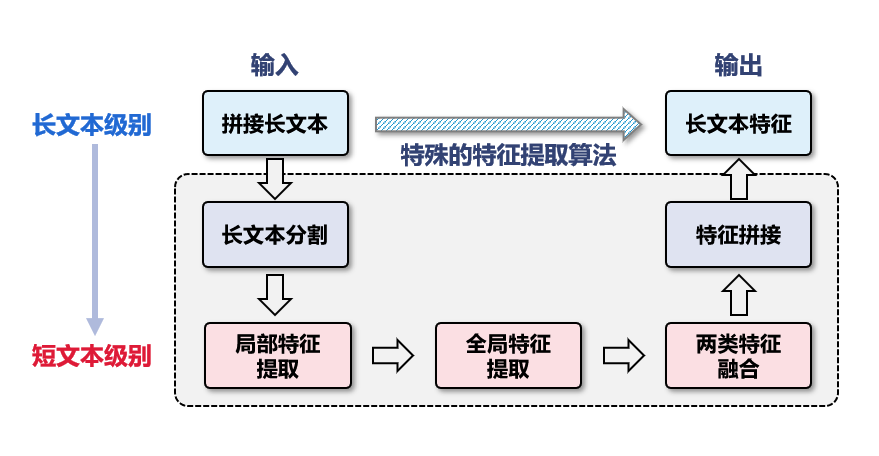 输入
输出
长文本级别
拼接长文本
长文本特征
特殊的特征提取算法
长文本分割
特征拼接
短文本级别
局部特征
提取
全局特征
提取
两类特征
融合